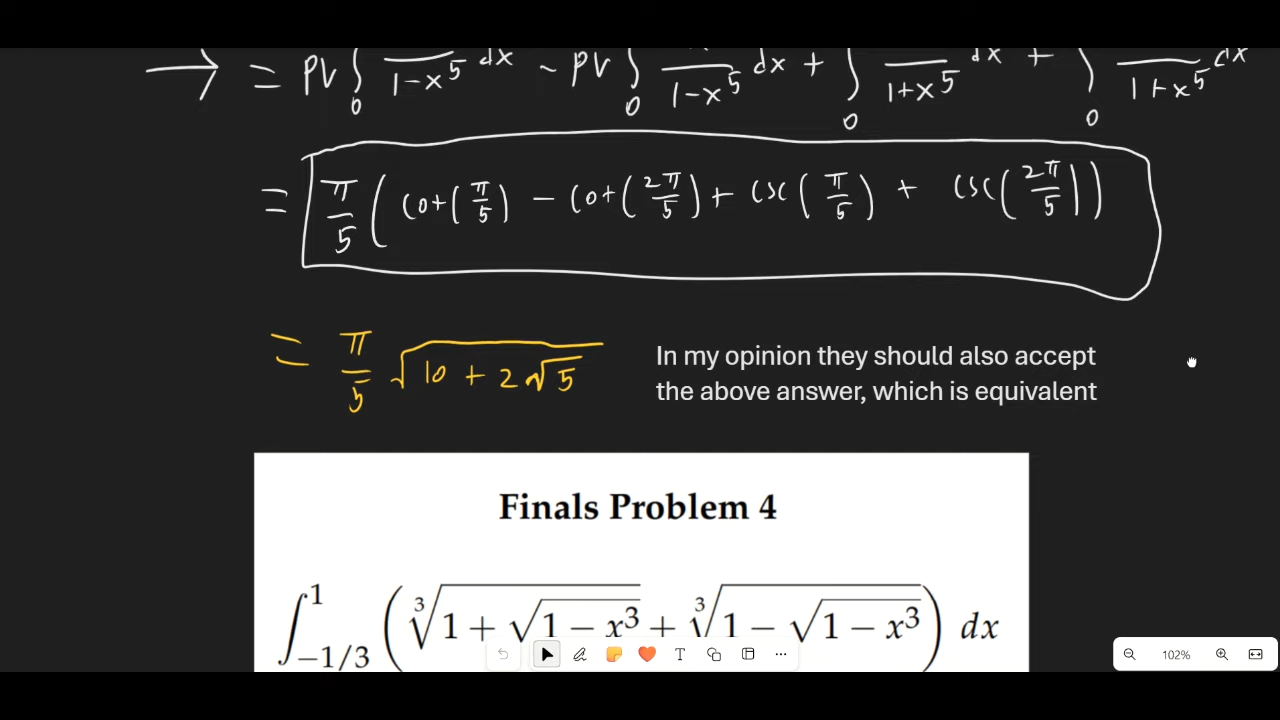 → = PV ∫₀ 1-x⁵ dx - PV ∫₀ 1-x⁵ dx + ∫₀ 1+x⁵ dx + ∫₀ 1+x⁵ dx
= π/5 ( cot(π/5) - cot(2π/5) + csc(π/5) + csc(2π/5) )
= π/5 √(10 + 2√5)
In my opinion they should also accept
the above answer, which is equivalent
Finals Problem 4
∫_{-1/3}^{1} ( ∛(1 + √(1 - x³)) + ∛(1 - √(1 - x³)) ) dx
T
102%